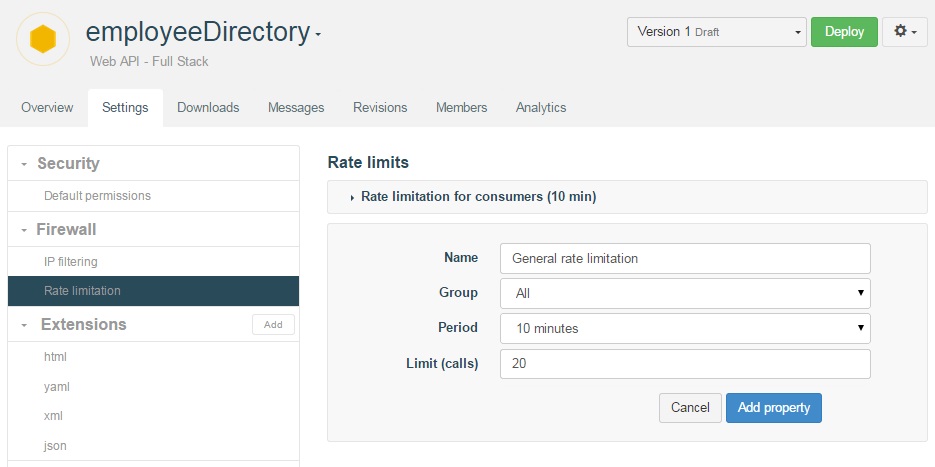 employeeDirectory
Version 1 Draft
Deploy
Web API - Full Stack
Overview Settings Downloads Messages Revisions Members Analytics
Security
Default permissions
Firewall
IP filtering
Rate limitation
Extensions
Add
html
yaml
xml
json
Rate limits
Rate limitation for consumers (10 min)
Name General rate limitation
Group All
Period 10 minutes
Limit (calls) 20
Cancel Add property